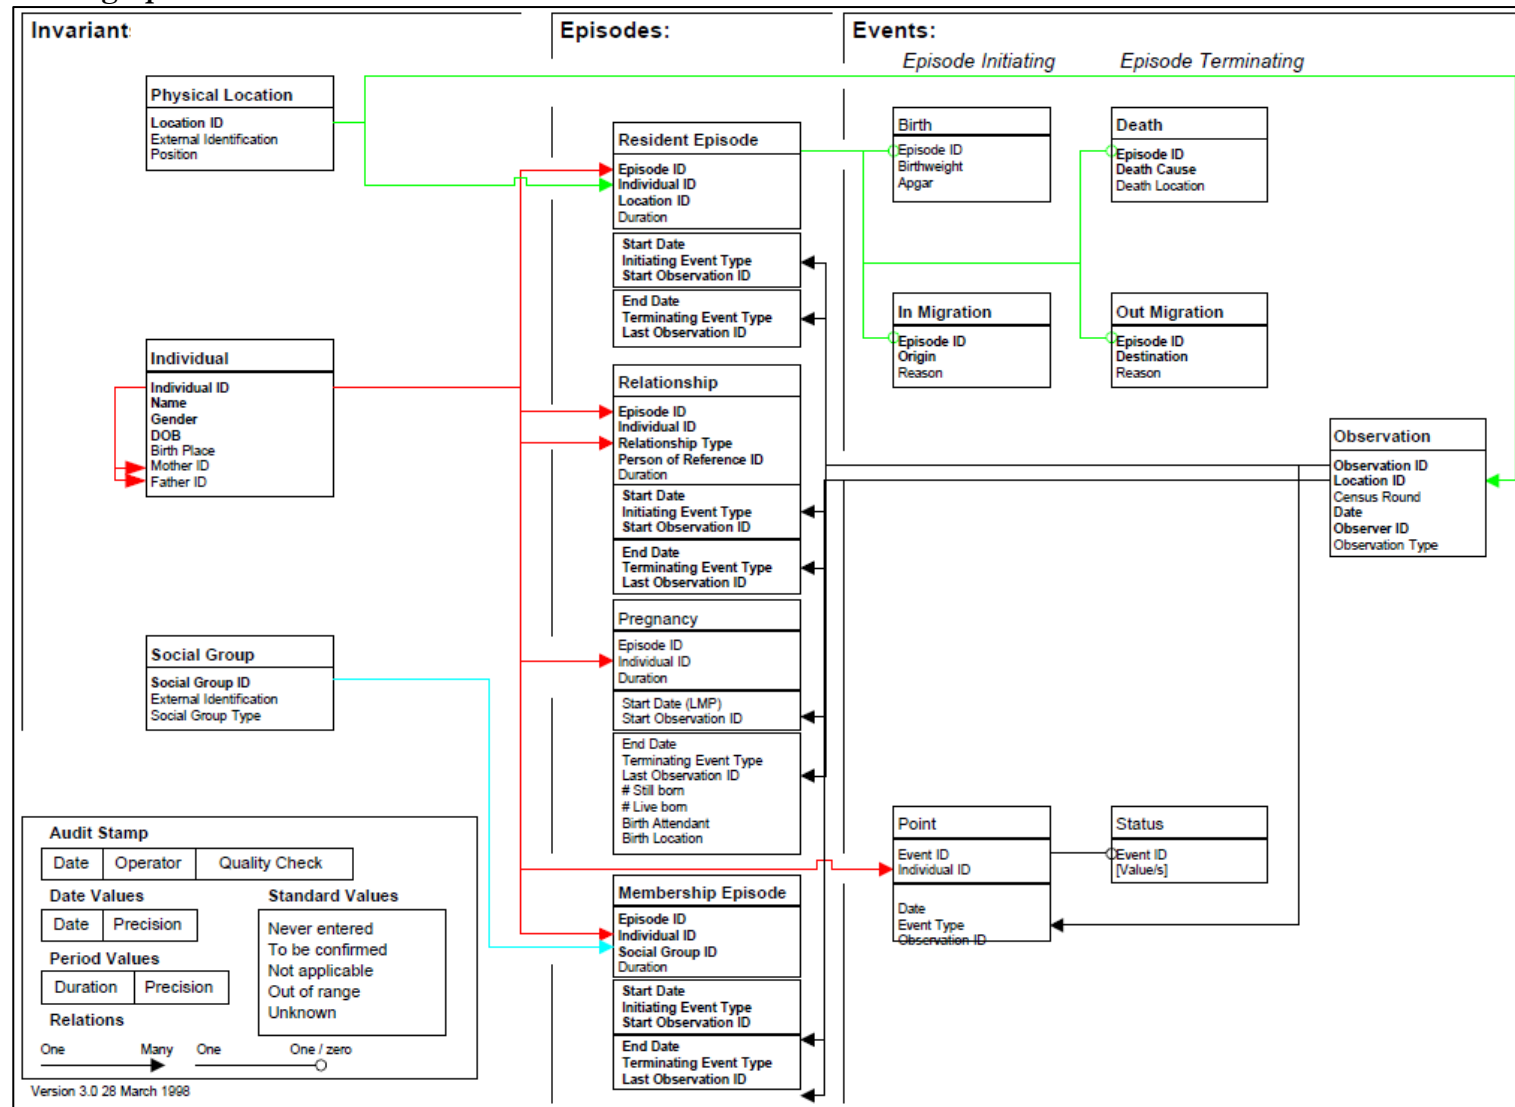 Invariant
Episodes:
Events:
Episode Initiating
Episode Terminating
Physical Location
Location ID
External Identification
Position
Individual
Individual ID
Name
Gender
DOB
Birth Place
Mother ID
Father ID
Social Group
Social Group ID
External Identification
Social Group Type
Resident Episode
Episode ID
Individual ID
Location ID
Duration
Start Date
Initiating Event Type
Start Observation ID
End Date
Terminating Event Type
Last Observation ID
Relationship
Episode ID
Individual ID
Relationship Type
Person of Reference ID
Duration
Start Date
Initiating Event Type
Start Observation ID
End Date
Terminating Event Type
Last Observation ID
Pregnancy
Episode ID
Individual ID
Duration
Start Date (LMP)
Start Observation ID
End Date
Terminating Event Type
Last Observation ID
# Still born
# Live born
Birth Attendant
Birth Location
Membership Episode
Episode ID
Individual ID
Social Group ID
Duration
Start Date
Initiating Event Type
Start Observation ID
End Date
Terminating Event Type
Last Observation ID
Birth
Episode ID
Birthweight
Apgar
Death
Episode ID
Death Cause
Death Location
In Migration
Episode ID
Origin
Reason
Out Migration
Episode ID
Destination
Reason
Observation
Observation ID
Location ID
Census Round
Date
Observer ID
Observation Type
Point
Event ID
Individual ID
Date
Event Type
Observation ID
Status
Event ID
[Value/s]
Audit Stamp
Date Operator Quality Check
Date Values
Date Precision
Period Values
Duration Precision
Relations
One Many One One / zero
Standard Values
Never entered
To be confirmed
Not applicable
Out of range
Unknown
Version 3.0 28 March 1998